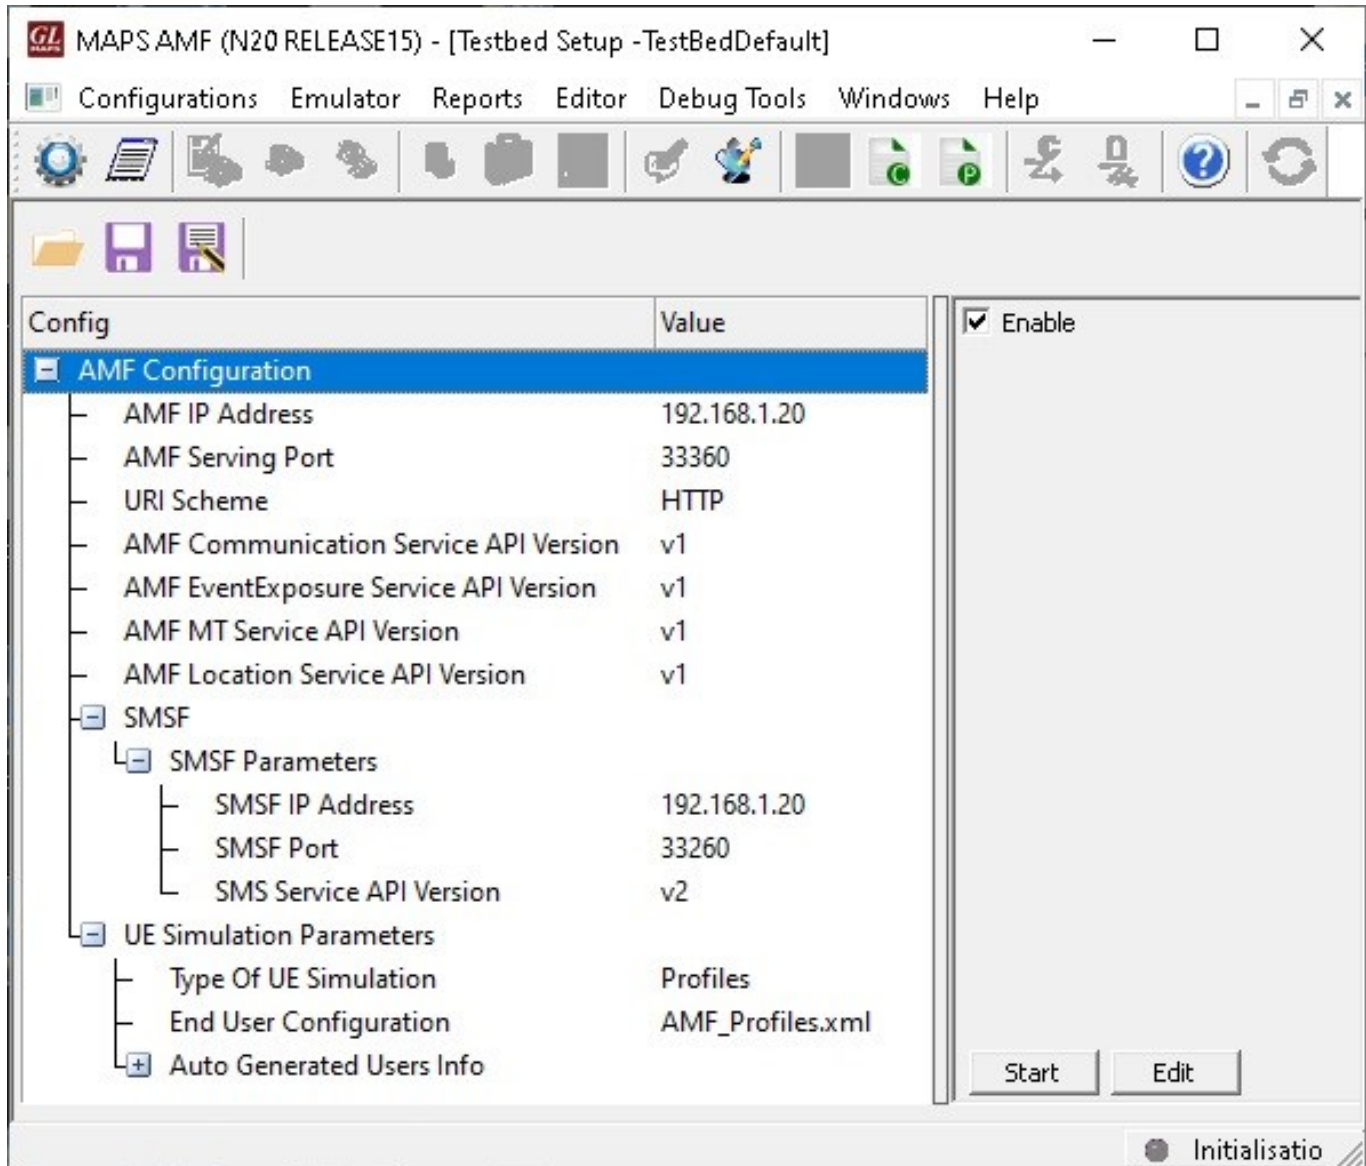 GL MAPS MAPS AMF (N20 RELEASE15) - [Testbed Setup -TestBedDefault]
Configurations Emulator Reports Editor Debug Tools Windows Help
C P ?
Config Value Enable
AMF Configuration
AMF IP Address 192.168.1.20
AMF Serving Port 33360
URI Scheme HTTP
AMF Communication Service API Version v1
AMF EventExposure Service API Version v1
AMF MT Service API Version v1
AMF Location Service API Version v1
SMSF
SMSF Parameters
SMSF IP Address 192.168.1.20
SMSF Port 33260
SMS Service API Version v2
UE Simulation Parameters
Type Of UE Simulation Profiles
End User Configuration AMF_Profiles.xml
Auto Generated Users Info
Start Edit
Initialisatio